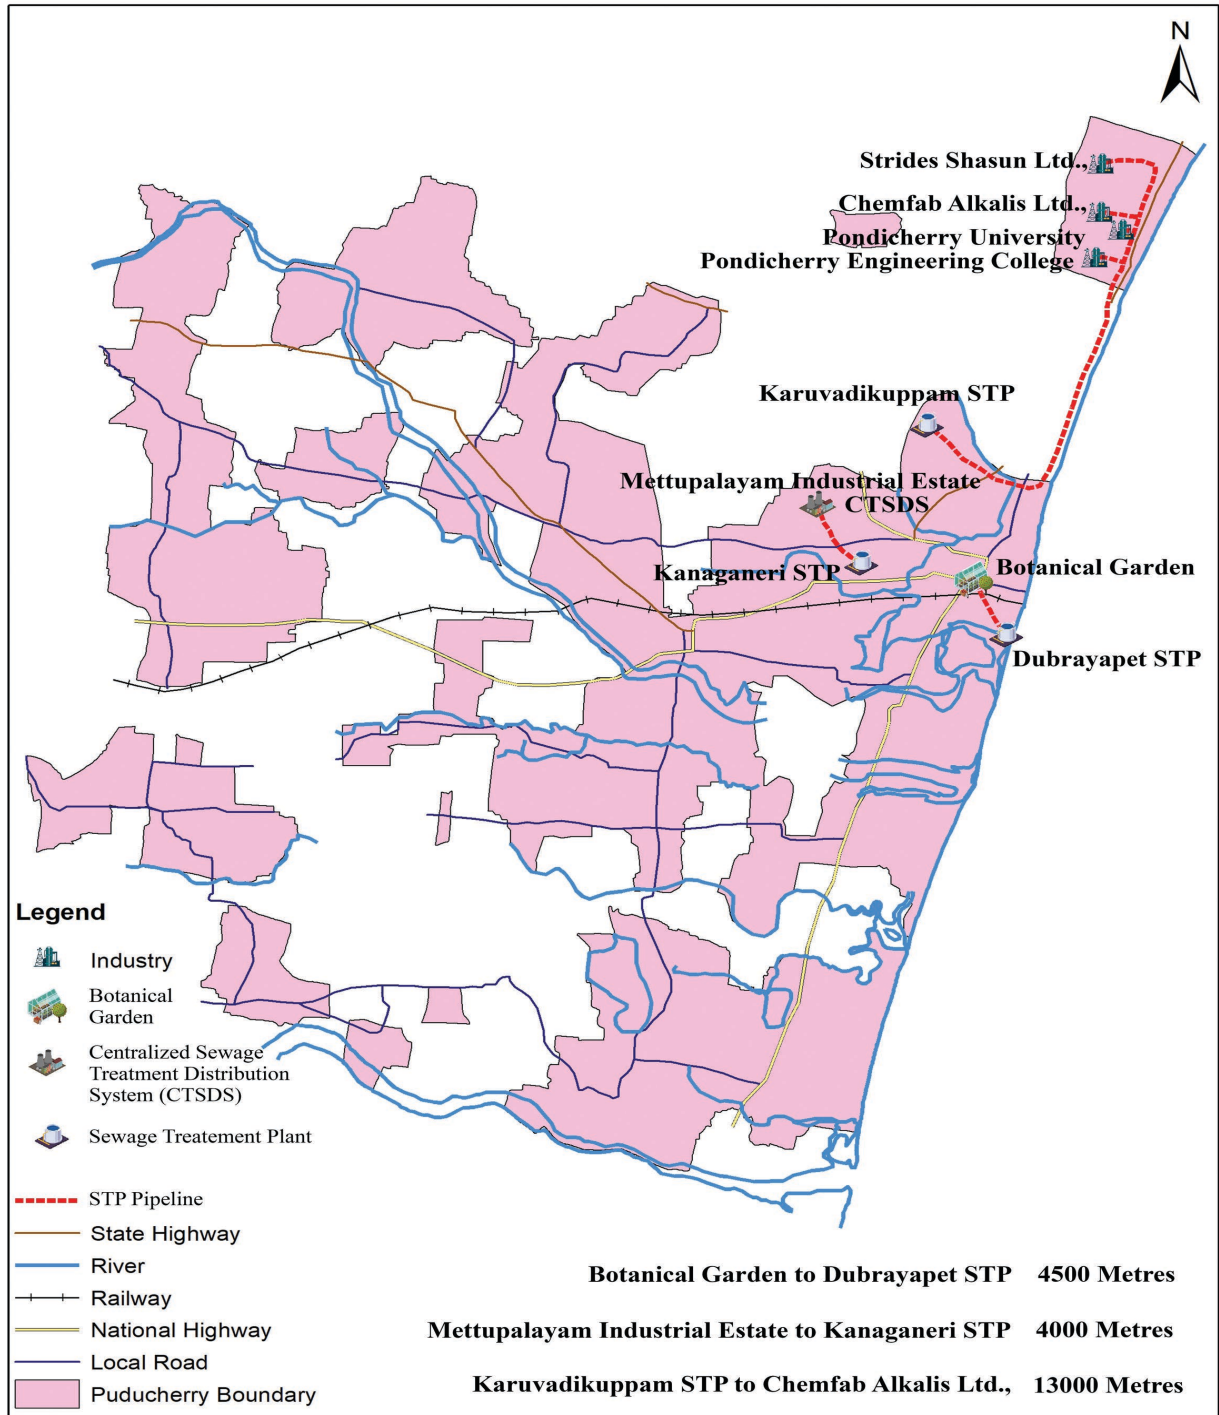 N
Strides Shasun Ltd.,
Chemfab Alkalis Ltd.,
Pondicherry University
Pondicherry Engineering College
Karuvadikuppam STP
Mettupalayam Industrial Estate
CTSDS
Kanaganeri STP
Botanical Garden
Dubrayapet STP
Legend
Industry
Botanical
Garden
Centralized Sewage
Treatment Distribution
System (CTSDS)
Sewage Treatement Plant
STP Pipeline
State Highway
River
Railway
National Highway
Local Road
Puducherry Boundary
Botanical Garden to Dubrayapet STP 4500 Metres
Mettupalayam Industrial Estate to Kanaganeri STP 4000 Metres
Karuvadikuppam STP to Chemfab Alkalis Ltd., 13000 Metres